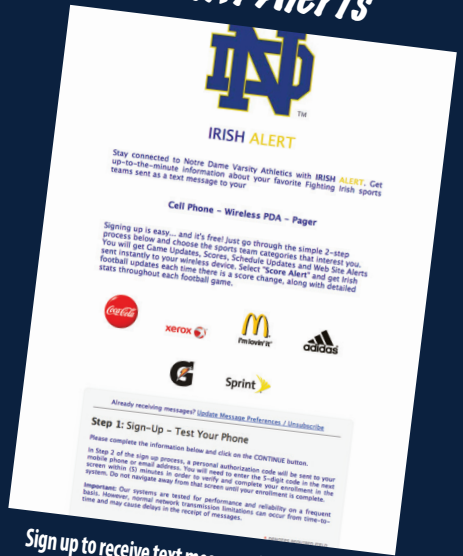 Alerts
ND
TM
IRISH ALERT
Stay connected to Notre Dame Varsity Athletics with IRISH ALERT. Get
up-to-the-minute information about your favorite Fighting Irish sports
teams sent as a text message to your
Cell Phone - Wireless PDA - Pager
Signing up is easy... and it's free! Just go through the simple 2-step
process below and choose the sports team categories that interest you.
You will get Game Updates, Scores, Schedule Updates and Web Site Alerts
sent instantly to your wireless device. Select "Score Alert" and get Irish
football updates each time there is a score change, along with detailed
stats throughout each football game.
Coca-Cola
xerox
M
i'm lovin' it
adidas
G
Sprint
Already receiving messages? Update Message Preferences / Unsubscribe
Step 1: Sign-Up - Test Your Phone
Please complete the information below and click on the CONTINUE button.
In Step 2 of the sign up process, a personal authorization code will be sent to your
mobile phone or email address. You will need to enter the 5-digit code in the next
screen within (5) minutes in order to verify and complete your enrollment in the
system. Do not navigate away from that screen until your enrollment is complete.
Important: Our systems are tested for performance and reliability on a frequent
basis. However, normal network transmission limitations can occur from time-to-
time and may cause delays in the receipt of messages.
Sign up to receive text